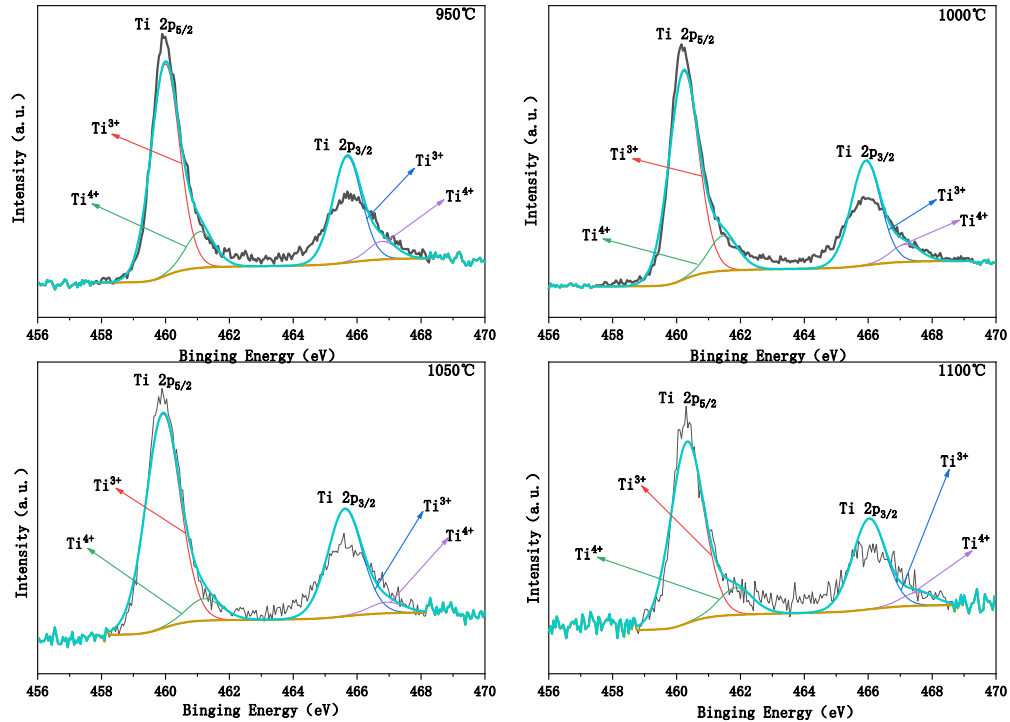 950℃
Ti 2p5/2
Ti 2p3/2
Ti3+
Ti4+
Ti3+
Ti4+
Intensity (a.u.)
456 458 460 462 464 466 468 470
Binging Energy (eV)
1000℃
Ti 2p5/2
Ti 2p3/2
Ti3+
Ti4+
Ti3+
Ti4+
Intensity (a.u.)
456 458 460 462 464 466 468 470
Binging Energy (eV)
1050℃
Ti 2p5/2
Ti 2p3/2
Ti3+
Ti4+
Ti3+
Ti4+
Intensity (a.u.)
456 458 460 462 464 466 468 470
Binging Energy (eV)
1100℃
Ti 2p5/2
Ti 2p3/2
Ti3+
Ti4+
Ti3+
Ti4+
Intensity (a.u.)
456 458 460 462 464 466 468 470
Binging Energy (eV)